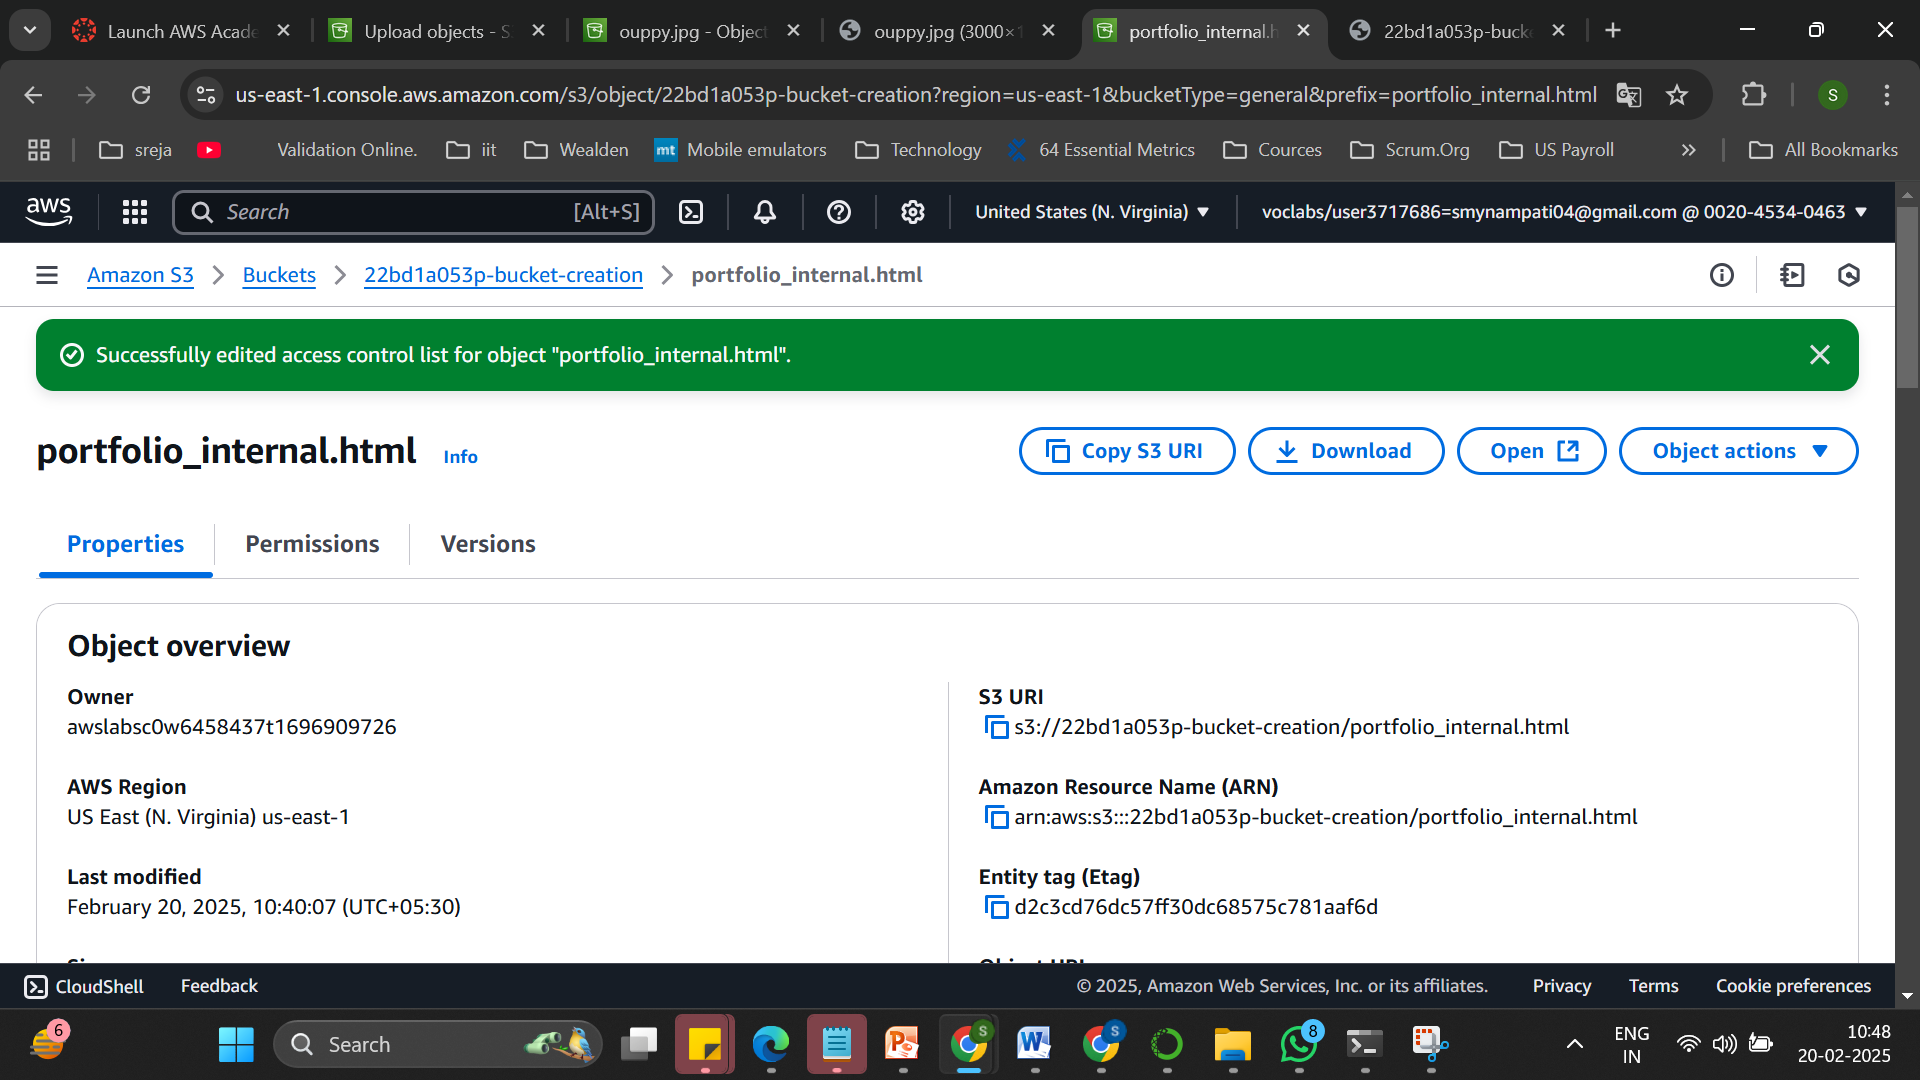 Launch AWS Acade
Upload objects - S
ouppy.jpg - Object
ouppy.jpg (3000×1
portfolio_internal.h
22bd1a053p-bucke
us-east-1.console.aws.amazon.com/s3/object/22bd1a053p-bucket-creation?region=us-east-1&bucketType=general&prefix=portfolio_internal.html
S
sreja
Validation Online.
iit
Wealden
mt Mobile emulators
Technology
64 Essential Metrics
Cources
Scrum.Org
US Payroll
All Bookmarks
aws
Search [Alt+S]
United States (N. Virginia)
voclabs/user3717686=smynampati04@gmail.com @ 0020-4534-0463
Amazon S3
Buckets
22bd1a053p-bucket-creation
portfolio_internal.html
Successfully edited access control list for object "portfolio_internal.html".
portfolio_internal.html Info
Copy S3 URI
Download
Open
Object actions
Properties
Permissions
Versions
Object overview
Owner
awslabsc0w6458437t1696909726
AWS Region
US East (N. Virginia) us-east-1
Last modified
February 20, 2025, 10:40:07 (UTC+05:30)
S3 URI
s3://22bd1a053p-bucket-creation/portfolio_internal.html
Amazon Resource Name (ARN)
arn:aws:s3:::22bd1a053p-bucket-creation/portfolio_internal.html
Entity tag (Etag)
d2c3cd76dc57ff30dc68575c781aaf6d
CloudShell
Feedback
© 2025, Amazon Web Services, Inc. or its affiliates.
Privacy
Terms
Cookie preferences
6
Search
S
S
8
ENG
IN
10:48
20-02-2025